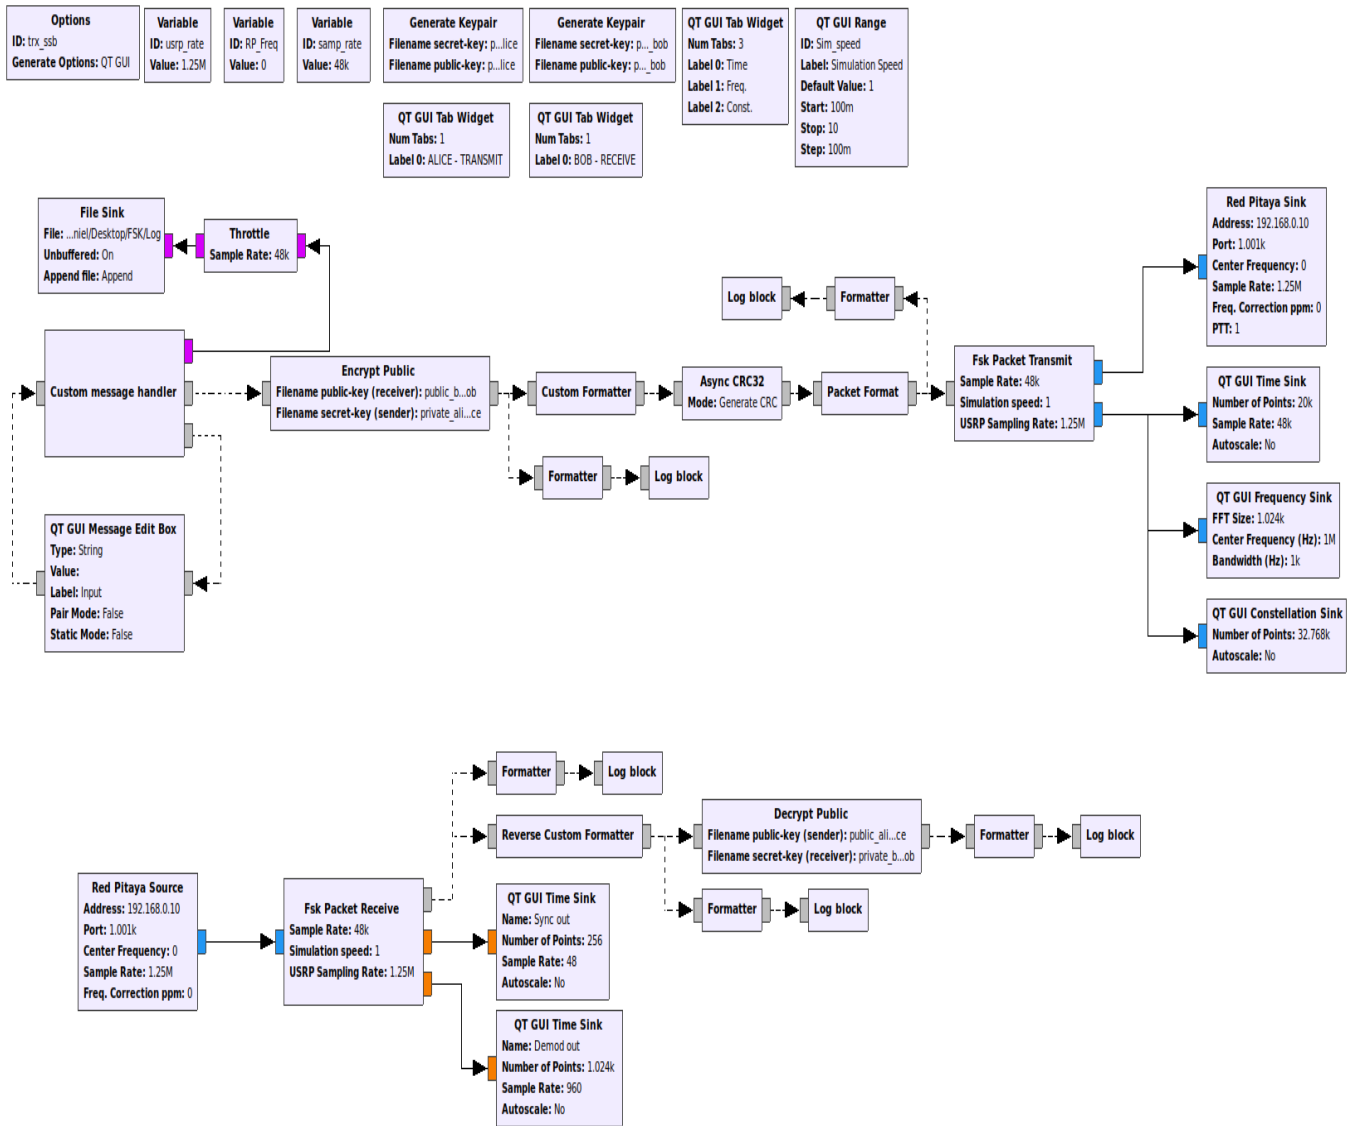 Options
ID: trx_ssb
Generate Options: QT GUI
Variable
ID: usrp_rate
Value: 1.25M
Variable
ID: RP_Freq
Value: 0
Variable
ID: samp_rate
Value: 48k
Generate Keypair
Filename secret-key: p...lice
Filename public-key: p...lice
Generate Keypair
Filename secret-key: p..._bob
Filename public-key: p..._bob
QT GUI Tab Widget
Num Tabs: 3
Label 0: Time
Label 1: Freq.
Label 2: Const.
QT GUI Range
ID: Sim_speed
Label: Simulation Speed
Default Value: 1
Start: 100m
Stop: 10
Step: 100m
QT GUI Tab Widget
Num Tabs: 1
Label 0: ALICE - TRANSMIT
QT GUI Tab Widget
Num Tabs: 1
Label 0: BOB - RECEIVE
File Sink
File: ...niel/Desktop/FSK/Log
Unbuffered: On
Append file: Append
Throttle
Sample Rate: 48k
Custom message handler
QT GUI Message Edit Box
Type: String
Value:
Label: Input
Pair Mode: False
Static Mode: False
Encrypt Public
Filename public-key (receiver): public_b...ob
Filename secret-key (sender): private_ali...ce
Custom Formatter
Formatter
Log block
Async CRC32
Mode: Generate CRC
Packet Format
Log block
Formatter
Fsk Packet Transmit
Sample Rate: 48k
Simulation speed: 1
USRP Sampling Rate: 1.25M
Red Pitaya Sink
Address: 192.168.0.10
Port: 1.001k
Center Frequency: 0
Sample Rate: 1.25M
Freq. Correction ppm: 0
PTT: 1
QT GUI Time Sink
Number of Points: 20k
Sample Rate: 48k
Autoscale: No
QT GUI Frequency Sink
FFT Size: 1.024k
Center Frequency (Hz): 1M
Bandwidth (Hz): 1k
QT GUI Constellation Sink
Number of Points: 32.768k
Autoscale: No
Red Pitaya Source
Address: 192.168.0.10
Port: 1.001k
Center Frequency: 0
Sample Rate: 1.25M
Freq. Correction ppm: 0
Fsk Packet Receive
Sample Rate: 48k
Simulation speed: 1
USRP Sampling Rate: 1.25M
Formatter
Log block
Reverse Custom Formatter
Decrypt Public
Filename public-key (sender): public_ali...ce
Filename secret-key (receiver): private_b...ob
Formatter
Log block
Formatter
Log block
QT GUI Time Sink
Name: Sync out
Number of Points: 256
Sample Rate: 48
Autoscale: No
QT GUI Time Sink
Name: Demod out
Number of Points: 1.024k
Sample Rate: 960
Autoscale: No